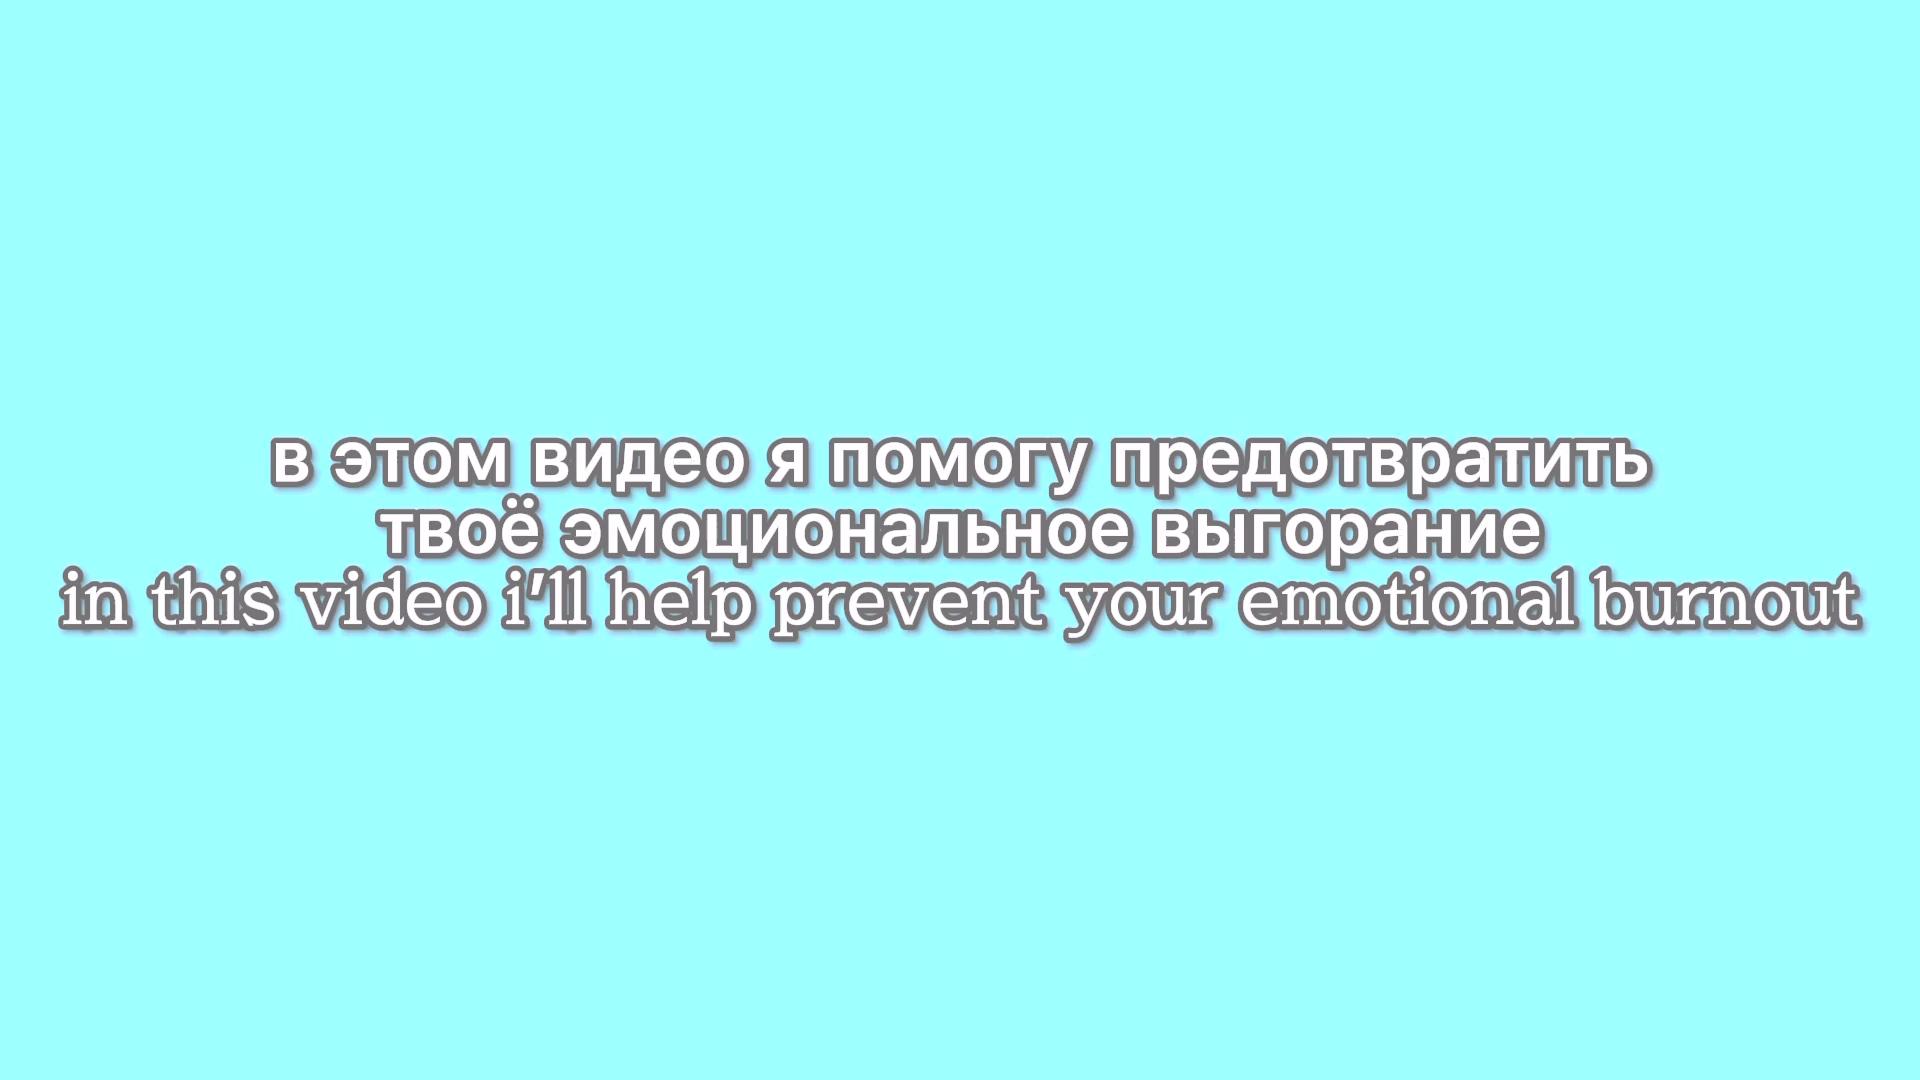 в этом видео я помогу предотвратить
твоё эмоциональное выгорание
in this video i'll help prevent your emotional burnout